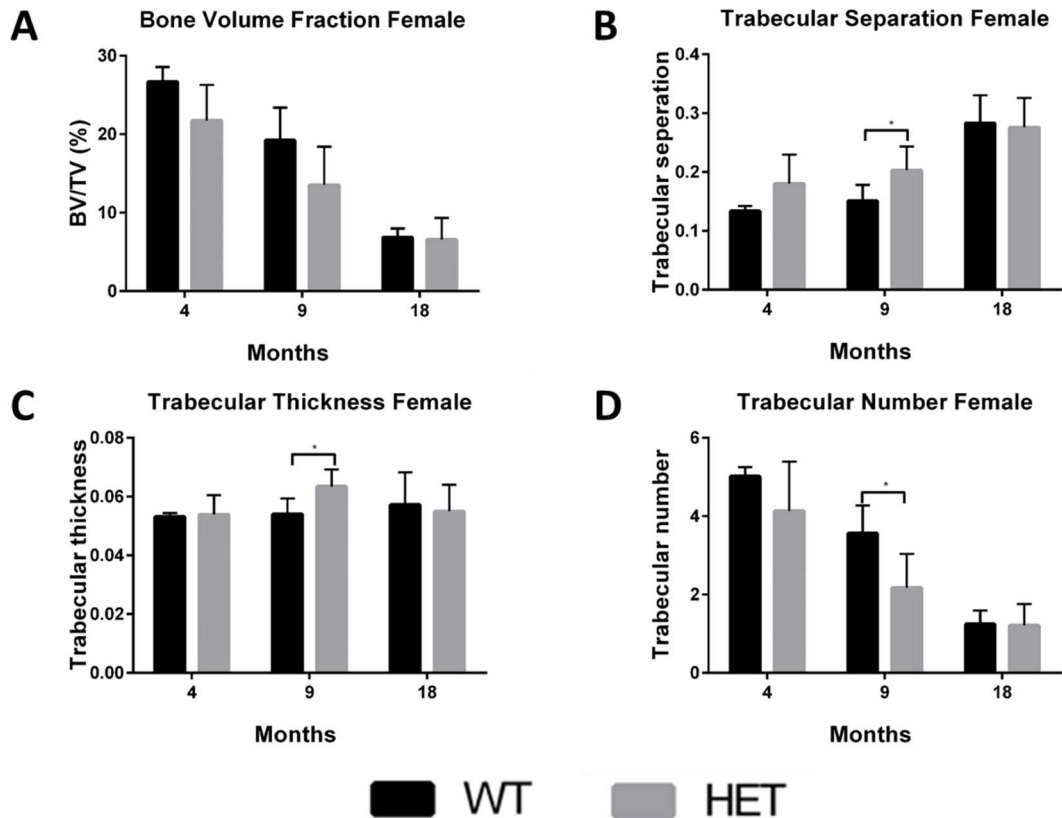 A
Bone Volume Fraction Female
BV/TV (%)
30
20
10
0
4 9 18
Months
B
Trabecular Separation Female
Trabecular seperation
0.4
0.3
0.2
0.1
0.0
*
4 9 18
Months
C
Trabecular Thickness Female
Trabecular thickness
0.08
0.06
0.04
0.02
0.00
*
4 9 18
Months
D
Trabecular Number Female
Trabecular number
6
4
2
0
*
4 9 18
Months
WT HET